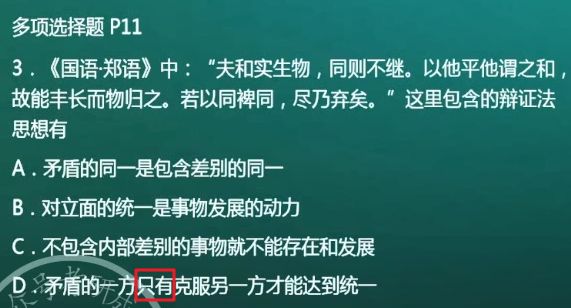 多项选择题 P11
3．《国语·郑语》中：“夫和实生物，同则不继。以他平他谓之和，
故能丰长而物归之。若以同裨同，尽乃弃矣。”这里包含的辩证法
思想有
A．矛盾的同一是包含差别的同一
B．对立面的统一是事物发展的动力
C．不包含内部差别的事物就不能存在和发展
D．矛盾的一方只有克服另一方才能达到统一